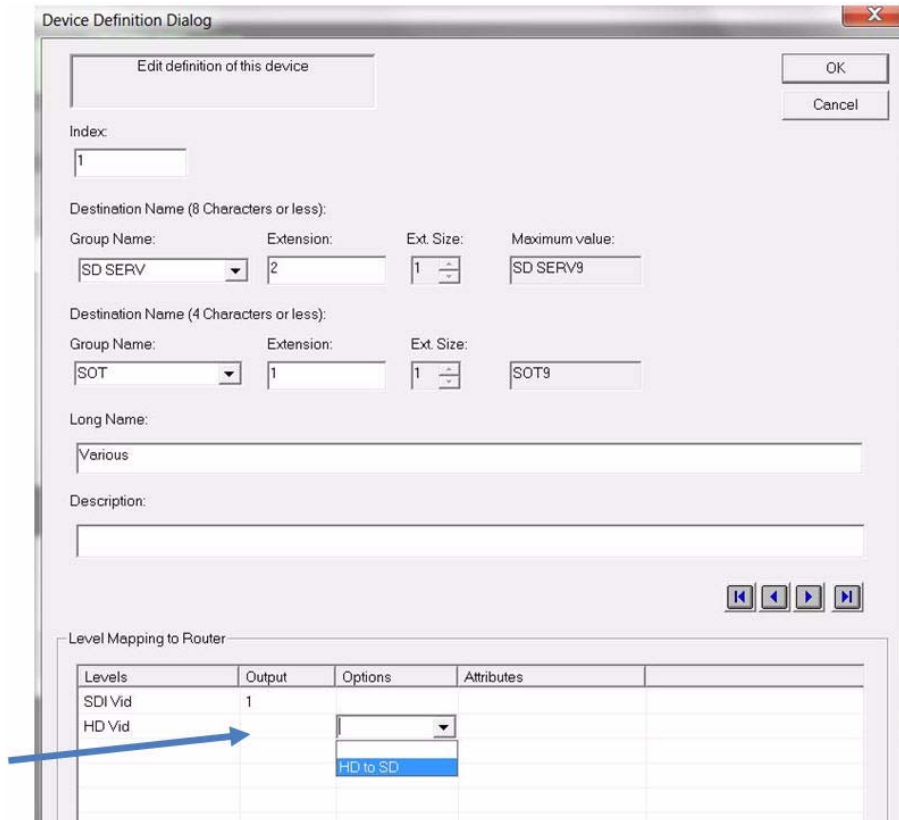 Device Definition Dialog
X
Edit definition of this device
OK
Cancel
Index:
1
Destination Name (8 Characters or less):
Group Name: Extension: Ext. Size: Maximum value:
SD SERV 2 1 SD SERV9
Destination Name (4 Characters or less):
Group Name: Extension: Ext. Size:
SOT 1 1 SOT9
Long Name:
Various
Description:
Level Mapping to Router
Levels Output Options Attributes
SDI Vid 1
HD Vid
HD to SD